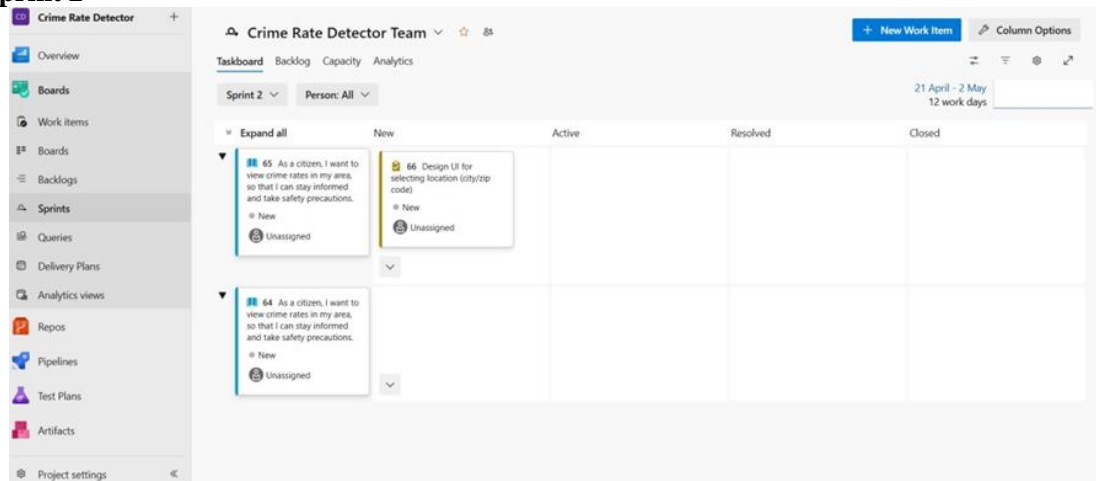 CD Crime Rate Detector +
Overview
Boards
Work items
Boards
Backlogs
Sprints
Queries
Delivery Plans
Analytics views
Repos
Pipelines
Test Plans
Artifacts
Project settings
Crime Rate Detector Team
+ New Work Item
Column Options
Taskboard Backlog Capacity Analytics
Sprint 2 Person: All
21 April - 2 May
12 work days
Expand all New Active Resolved Closed
65 As a citizen, I want to
view crime rates in my area,
so that I can stay informed
and take safety precautions.
New
Unassigned
66 Design UI for
selecting location (city/zip
code)
New
Unassigned
64 As a citizen, I want to
view crime rates in my area,
so that I can stay informed
and take safety precautions.
New
Unassigned